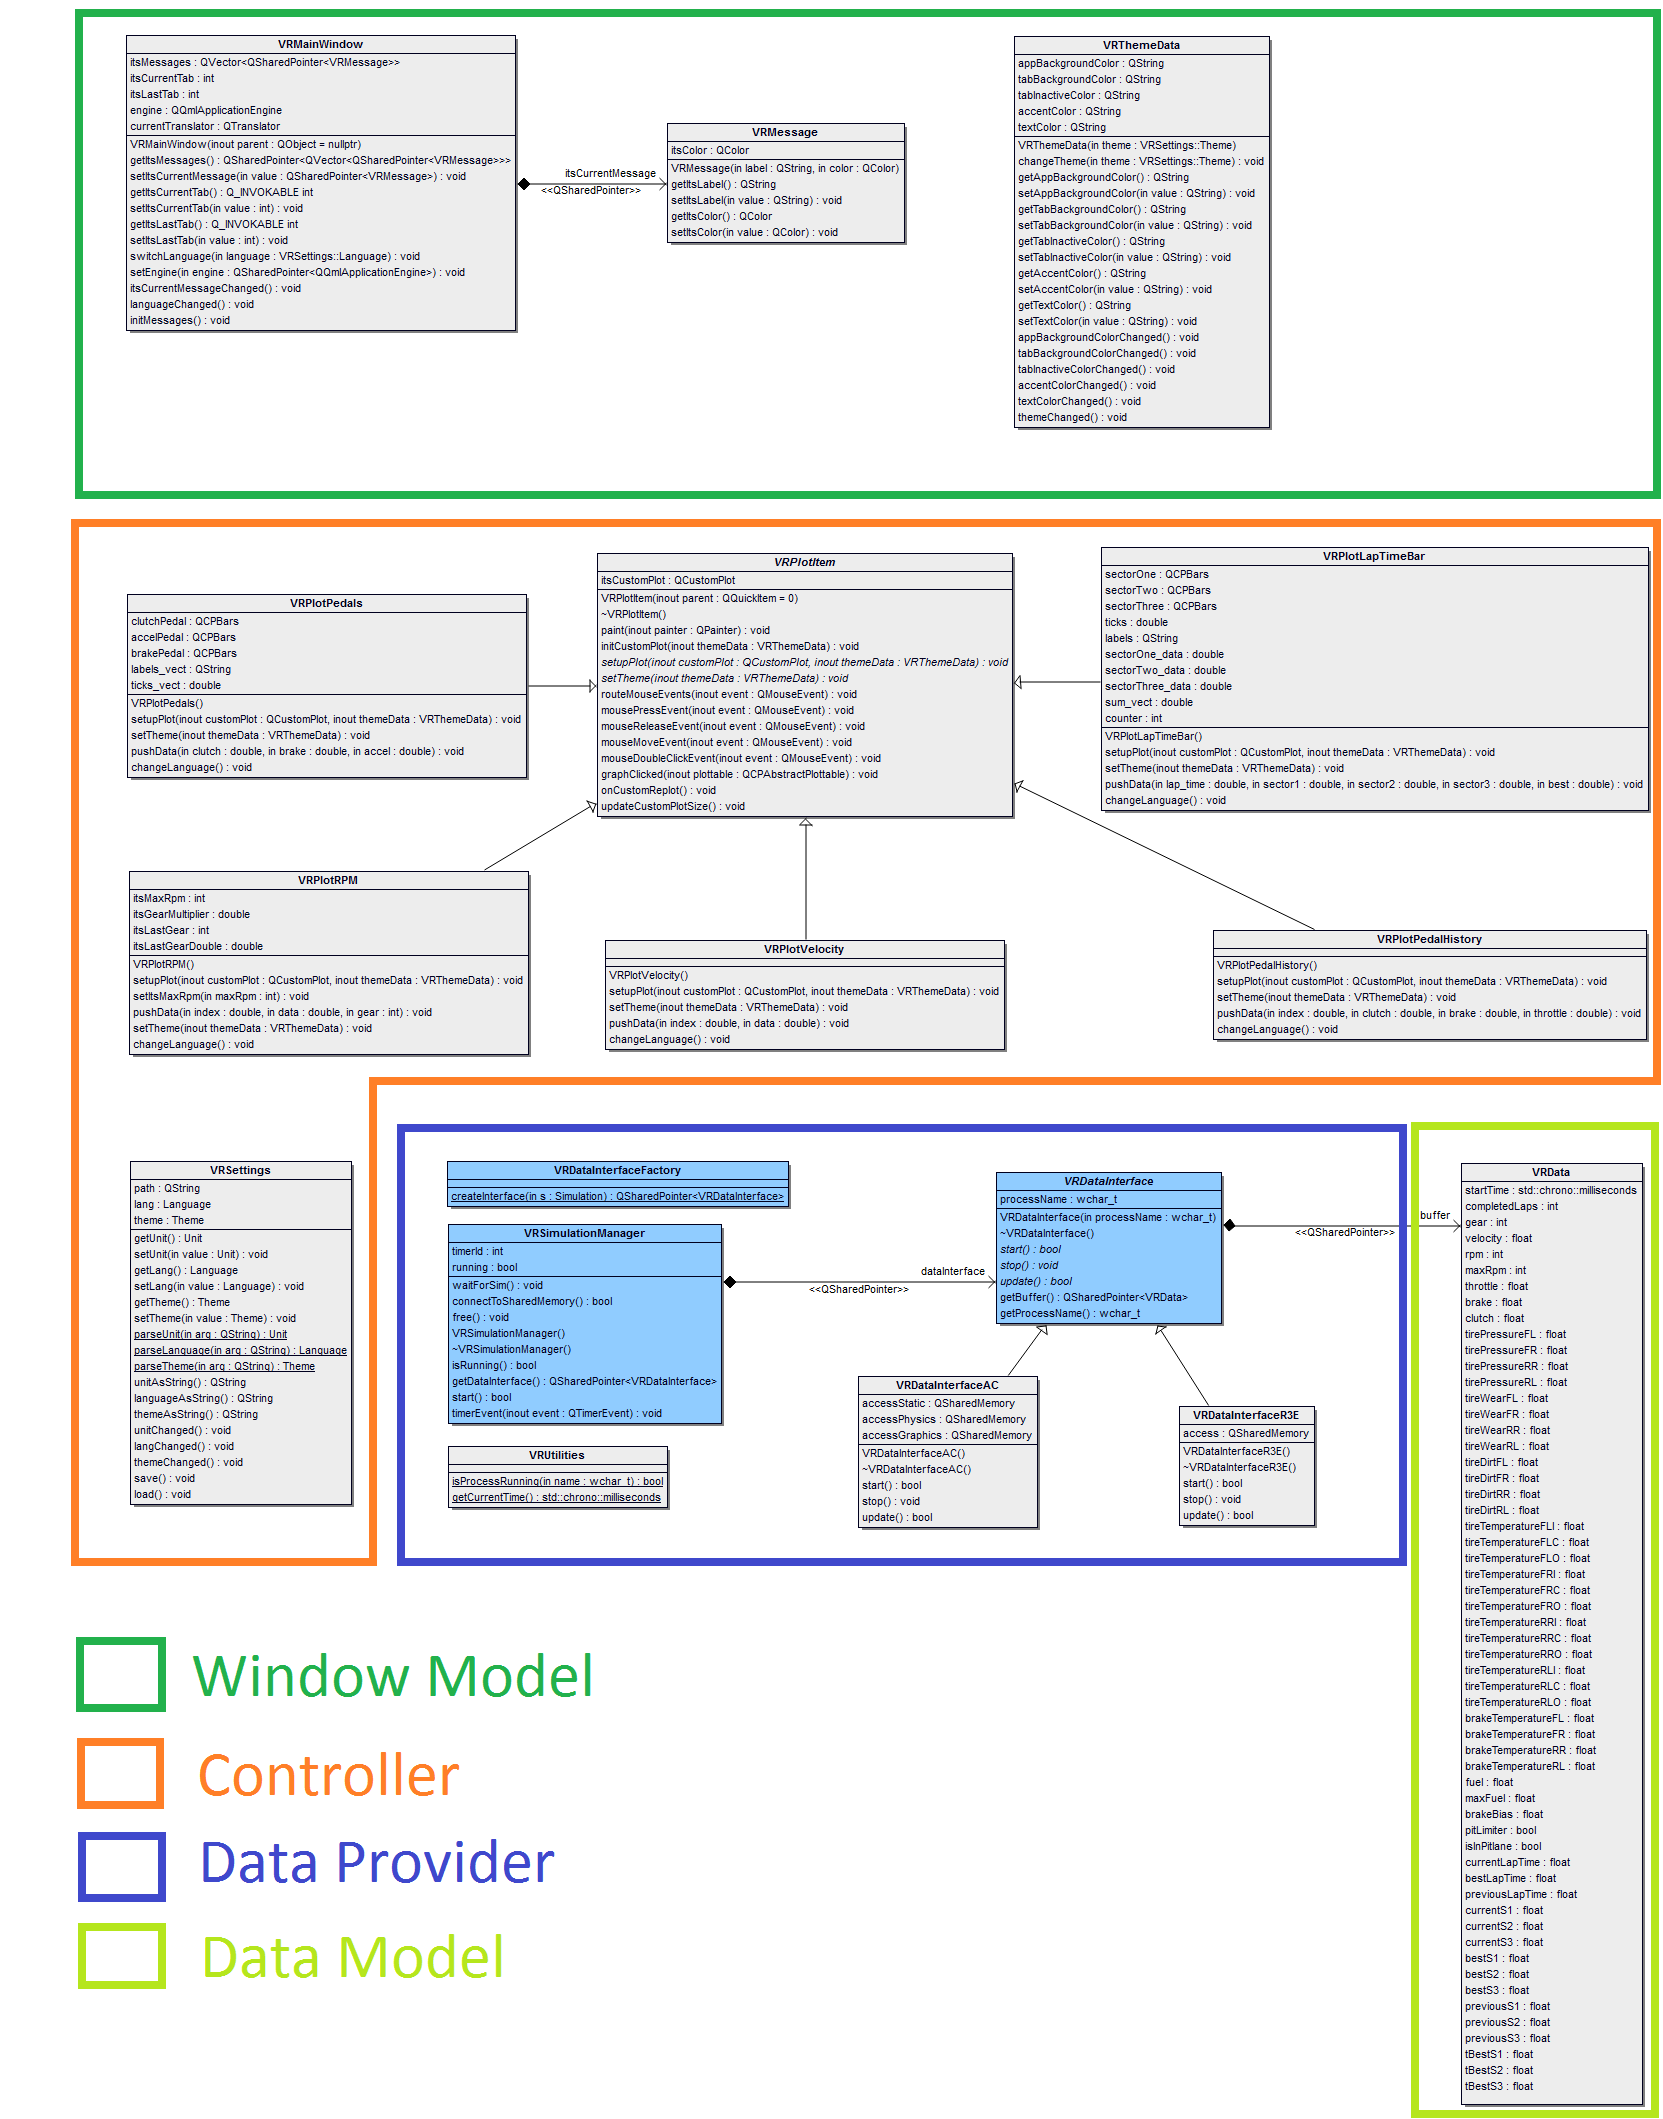 VRMainWindow
itsMessages : QVector<QSharedPointer<VRMessage>>
itsCurrentTab : int
itsLastTab : int
engine : QQmlApplicationEngine
currentTranslator : QTranslator
VRMainWindow(inout parent : QObject = nullptr)
getItsMessages() : QSharedPointer<QVector<QSharedPointer<VRMessage>>>
setItsCurrentMessage(in value : QSharedPointer<VRMessage>) : void
getItsCurrentTab() : Q_INVOKABLE int
setItsCurrentTab(in value : int) : void
getItsLastTab() : Q_INVOKABLE int
setItsLastTab(in value : int) : void
switchLanguage(in language : VRSettings::Language) : void
setEngine(in engine : QSharedPointer<QQmlApplicationEngine>) : void
itsCurrentMessageChanged() : void
languageChanged() : void
initMessages() : void
itsCurrentMessage
<<QSharedPointer>>
VRMessage
itsColor : QColor
VRMessage(in label : QString, in color : QColor)
getItsLabel() : QString
setItsLabel(in value : QString) : void
getItsColor() : QColor
setItsColor(in value : QColor) : void
VRThemeData
appBackgroundColor : QString
tabBackgroundColor : QString
tabInactiveColor : QString
accentColor : QString
textColor : QString
VRThemeData(in theme : VRSettings::Theme)
changeTheme(in theme : VRSettings::Theme) : void
getAppBackgroundColor() : QString
setAppBackgroundColor(in value : QString) : void
getTabBackgroundColor() : QString
setTabBackgroundColor(in value : QString) : void
getTabInactiveColor() : QString
setTabInactiveColor(in value : QString) : void
getAccentColor() : QString
setAccentColor(in value : QString) : void
getTextColor() : QString
setTextColor(in value : QString) : void
appBackgroundColorChanged() : void
tabBackgroundColorChanged() : void
tabInactiveColorChanged() : void
accentColorChanged() : void
textColorChanged() : void
themeChanged() : void
VRPlotPedals
clutchPedal : QCPBars
accelPedal : QCPBars
brakePedal : QCPBars
labels_vect : QString
ticks_vect : double
VRPlotPedals()
setupPlot(inout customPlot : QCustomPlot, inout themeData : VRThemeData) : void
setTheme(inout themeData : VRThemeData) : void
pushData(in clutch : double, in brake : double, in accel : double) : void
changeLanguage() : void
VRPlotItem
itsCustomPlot : QCustomPlot
VRPlotItem(inout parent : QQuickItem = 0)
~VRPlotItem()
paint(inout painter : QPainter) : void
initCustomPlot(inout themeData : VRThemeData) : void
setupPlot(inout customPlot : QCustomPlot, inout themeData : VRThemeData) : void
setTheme(inout themeData : VRThemeData) : void
routeMouseEvents(inout event : QMouseEvent) : void
mousePressEvent(inout event : QMouseEvent) : void
mouseReleaseEvent(inout event : QMouseEvent) : void
mouseMoveEvent(inout event : QMouseEvent) : void
mouseDoubleClickEvent(inout event : QMouseEvent) : void
graphClicked(inout plottable : QCPAbstractPlottable) : void
onCustomReplot() : void
updateCustomPlotSize() : void
VRPlotLapTimeBar
sectorOne : QCPBars
sectorTwo : QCPBars
sectorThree : QCPBars
ticks : double
labels : QString
sectorOne_data : double
sectorTwo_data : double
sectorThree_data : double
sum_vect : double
counter : int
VRPlotLapTimeBar()
setupPlot(inout customPlot : QCustomPlot, inout themeData : VRThemeData) : void
setTheme(inout themeData : VRThemeData) : void
pushData(in lap_time : double, in sector1 : double, in sector2 : double, in sector3 : double, in best : double) : void
changeLanguage() : void
VRPlotRPM
itsMaxRpm : int
itsGearMultiplier : double
itsLastGear : int
itsLastGearDouble : double
VRPlotRPM()
setupPlot(inout customPlot : QCustomPlot, inout themeData : VRThemeData) : void
setItsMaxRpm(in maxRpm : int) : void
pushData(in index : double, in data : double, in gear : int) : void
setTheme(inout themeData : VRThemeData) : void
changeLanguage() : void
VRPlotVelocity
VRPlotVelocity()
setupPlot(inout customPlot : QCustomPlot, inout themeData : VRThemeData) : void
setTheme(inout themeData : VRThemeData) : void
pushData(in index : double, in data : double) : void
changeLanguage() : void
VRPlotPedalHistory
VRPlotPedalHistory()
setupPlot(inout customPlot : QCustomPlot, inout themeData : VRThemeData) : void
setTheme(inout themeData : VRThemeData) : void
pushData(in index : double, in clutch : double, in brake : double, in throttle : double) : void
changeLanguage() : void
VRSettings
path : QString
lang : Language
theme : Theme
getUnit() : Unit
setUnit(in value : Unit) : void
getLang() : Language
setLang(in value : Language) : void
getTheme() : Theme
setTheme(in value : Theme) : void
parseUnit(in arg : QString) : Unit
parseLanguage(in arg : QString) : Language
parseTheme(in arg : QString) : Theme
unitAsString() : QString
languageAsString() : QString
themeAsString() : QString
unitChanged() : void
langChanged() : void
themeChanged() : void
save() : void
load() : void
VRDataInterfaceFactory
createInterface(in s : Simulation) : QSharedPointer<VRDataInterface>
VRSimulationManager
timerId : int
running : bool
waitForSim() : void
connectToSharedMemory() : bool
free() : void
VRSimulationManager()
~VRSimulationManager()
isRunning() : bool
getDataInterface() : QSharedPointer<VRDataInterface>
start() : bool
timerEvent(inout event : QTimerEvent) : void
VRUtilities
isProcessRunning(in name : wchar_t) : bool
getCurrentTime() : std::chrono::milliseconds
dataInterface
<<QSharedPointer>>
VRDataInterface
processName : wchar_t
VRDataInterface(in processName : wchar_t)
~VRDataInterface()
start() : bool
stop() : void
update() : bool
getBuffer() : QSharedPointer<VRData>
getProcessName() : wchar_t
VRDataInterfaceAC
accessStatic : QSharedMemory
accessPhysics : QSharedMemory
accessGraphics : QSharedMemory
VRDataInterfaceAC()
~VRDataInterfaceAC()
start() : bool
stop() : void
update() : bool
VRDataInterfaceR3E
access : QSharedMemory
VRDataInterfaceR3E()
~VRDataInterfaceR3E()
start() : bool
stop() : void
update() : bool
buffer
<<QSharedPointer>>
VRData
startTime : std::chrono::milliseconds
completedLaps : int
gear : int
velocity : float
rpm : int
maxRpm : int
throttle : float
brake : float
clutch : float
tirePressureFL : float
tirePressureFR : float
tirePressureRR : float
tirePressureRL : float
tireWearFL : float
tireWearFR : float
tireWearRR : float
tireWearRL : float
tireDirtFL : float
tireDirtFR : float
tireDirtRR : float
tireDirtRL : float
tireTemperatureFLI : float
tireTemperatureFLC : float
tireTemperatureFLO : float
tireTemperatureFRI : float
tireTemperatureFRC : float
tireTemperatureFRO : float
tireTemperatureRRI : float
tireTemperatureRRC : float
tireTemperatureRRO : float
tireTemperatureRLI : float
tireTemperatureRLC : float
tireTemperatureRLO : float
brakeTemperatureFL : float
brakeTemperatureFR : float
brakeTemperatureRR : float
brakeTemperatureRL : float
fuel : float
maxFuel : float
brakeBias : float
pitLimiter : bool
isInPitlane : bool
currentLapTime : float
bestLapTime : float
previousLapTime : float
currentS1 : float
currentS2 : float
currentS3 : float
bestS1 : float
bestS2 : float
bestS3 : float
previousS1 : float
previousS2 : float
previousS3 : float
tBestS1 : float
tBestS2 : float
tBestS3 : float
Window Model
Controller
Data Provider
Data Model